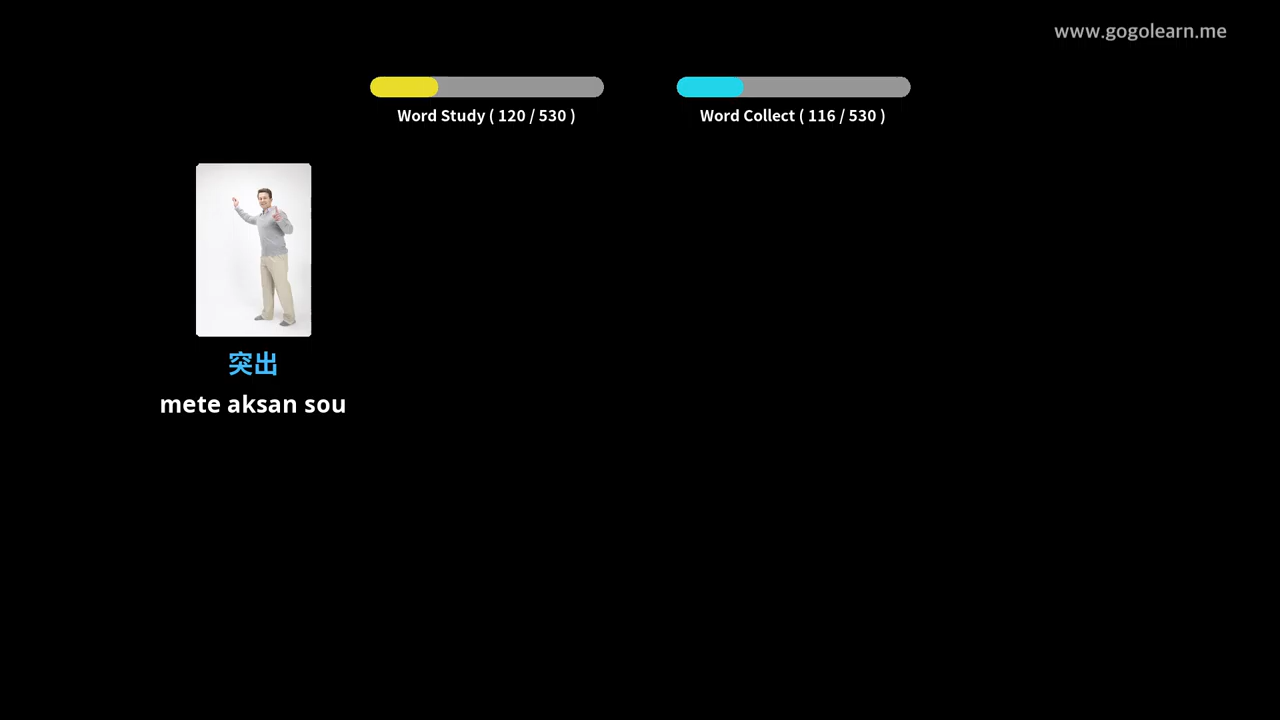 www.gogolearn.me
Word Study ( 120 / 530 )
Word Collect ( 116 / 530 )
突出
mete aksan sou